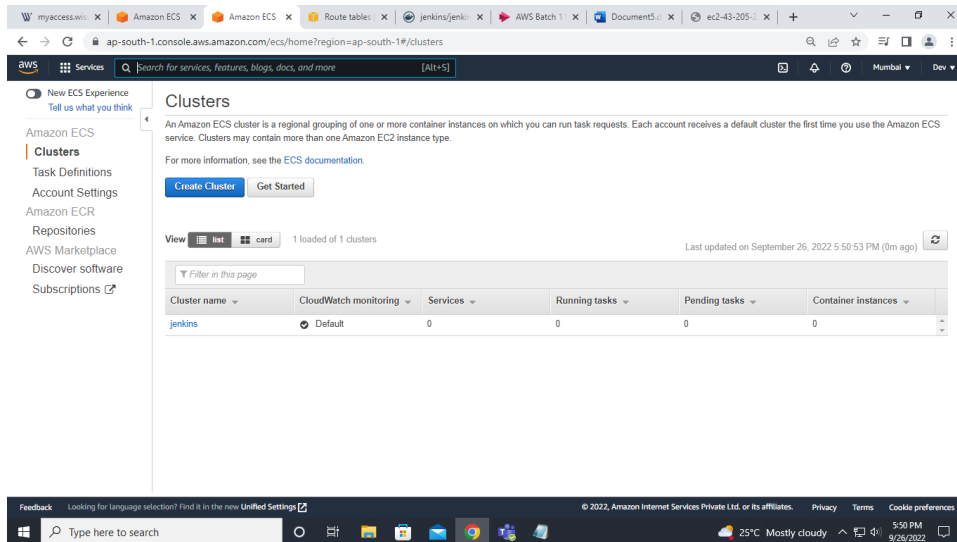 myaccess.wis
Amazon ECS
Amazon ECS
Route tables
jenkins/jenkin
AWS Batch 1
Document5.d
ec2-43-205-2
ap-south-1.console.aws.amazon.com/ecs/home?region=ap-south-1#/clusters
aws
Services
Search for services, features, blogs, docs, and more
[Alt+S]
Mumbai
Dev
New ECS Experience
Tell us what you think
Amazon ECS
Clusters
Task Definitions
Account Settings
Amazon ECR
Repositories
AWS Marketplace
Discover software
Subscriptions
Clusters
An Amazon ECS cluster is a regional grouping of one or more container instances on which you can run task requests. Each account receives a default cluster the first time you use the Amazon ECS
service. Clusters may contain more than one Amazon EC2 instance type.
For more information, see the ECS documentation.
Create Cluster Get Started
View list card 1 loaded of 1 clusters
Last updated on September 26, 2022 5:50:53 PM (0m ago)
Filter in this page
Cluster name CloudWatch monitoring Services Running tasks Pending tasks Container instances
jenkins Default 0 0 0 0
Feedback Looking for language selection? Find it in the new Unified Settings © 2022, Amazon Internet Services Private Ltd. or its affiliates. Privacy Terms Cookie preferences
Type here to search
25°C Mostly cloudy
5:50 PM
9/26/2022